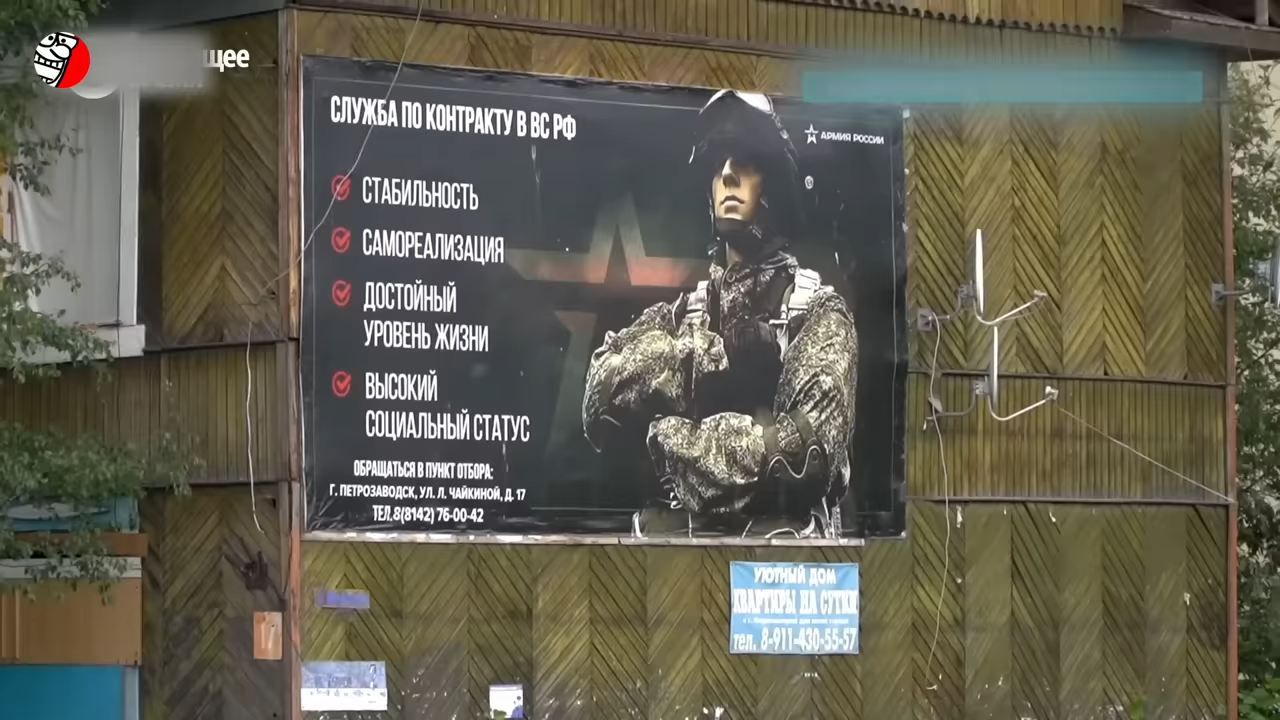 щее
СЛУЖБА ПО КОНТРАКТУ В ВС РФ
АРМИЯ РОССИИ
СТАБИЛЬНОСТЬ
САМОРЕАЛИЗАЦИЯ
ДОСТОЙНЫЙ
УРОВЕНЬ ЖИЗНИ
ВЫСОКИЙ
СОЦИАЛЬНЫЙ СТАТУС
ОБРАЩАТЬСЯ В ПУНКТ ОТБОРА:
Г. ПЕТРОЗАВОДСК, УЛ. Л. ЧАЙКИНОЙ, Д. 17
ТЕЛ.8(8142) 76-00-42
УЮТНЫЙ ДОМ
КВАРТИРЫ НА СУТКИ
тел. 8-911-430-55-57